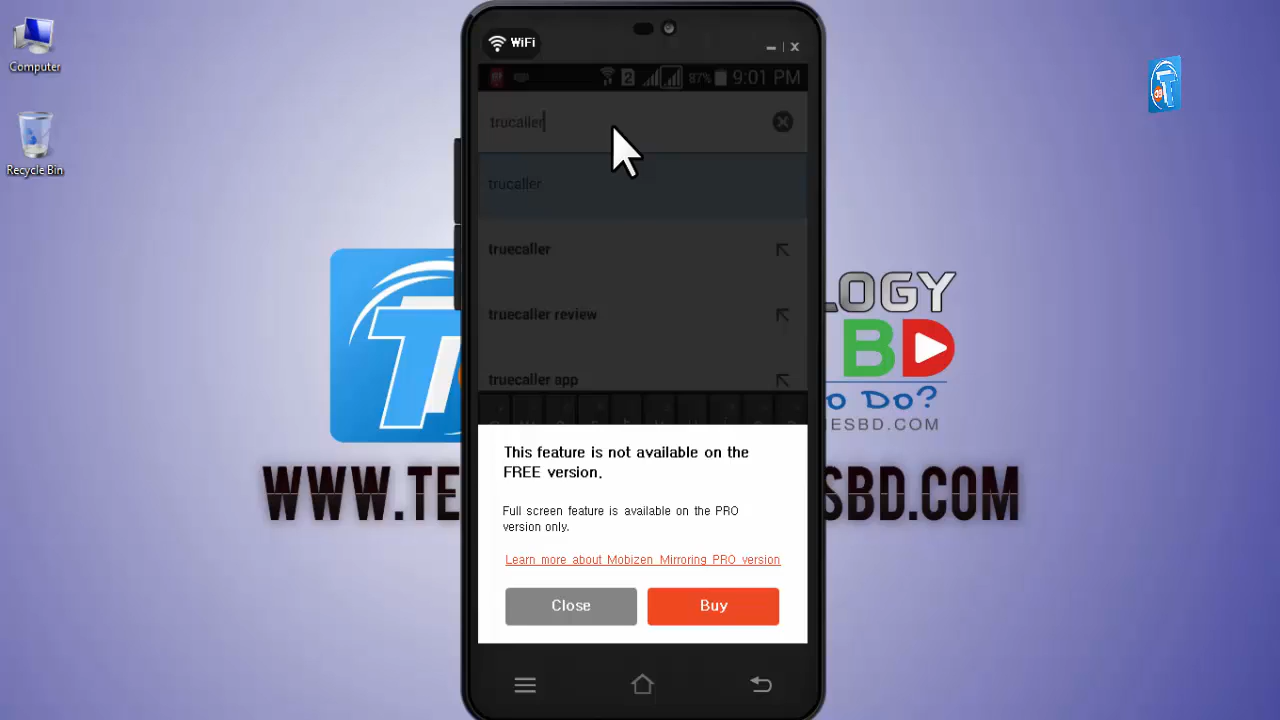 Computer
Recycle Bin
WiFi
2
87%
9:01 PM
trucaller
trucaller
truecaller
truecaller review
truecaller app
This feature is not available on the
FREE version.
Full screen feature is available on the PRO
version only.
Learn more about Mobizen Mirroring PRO version
Close
Buy
LOGY
BD
o Do?
ESBD.COM
WWW.TE
SBD.COM